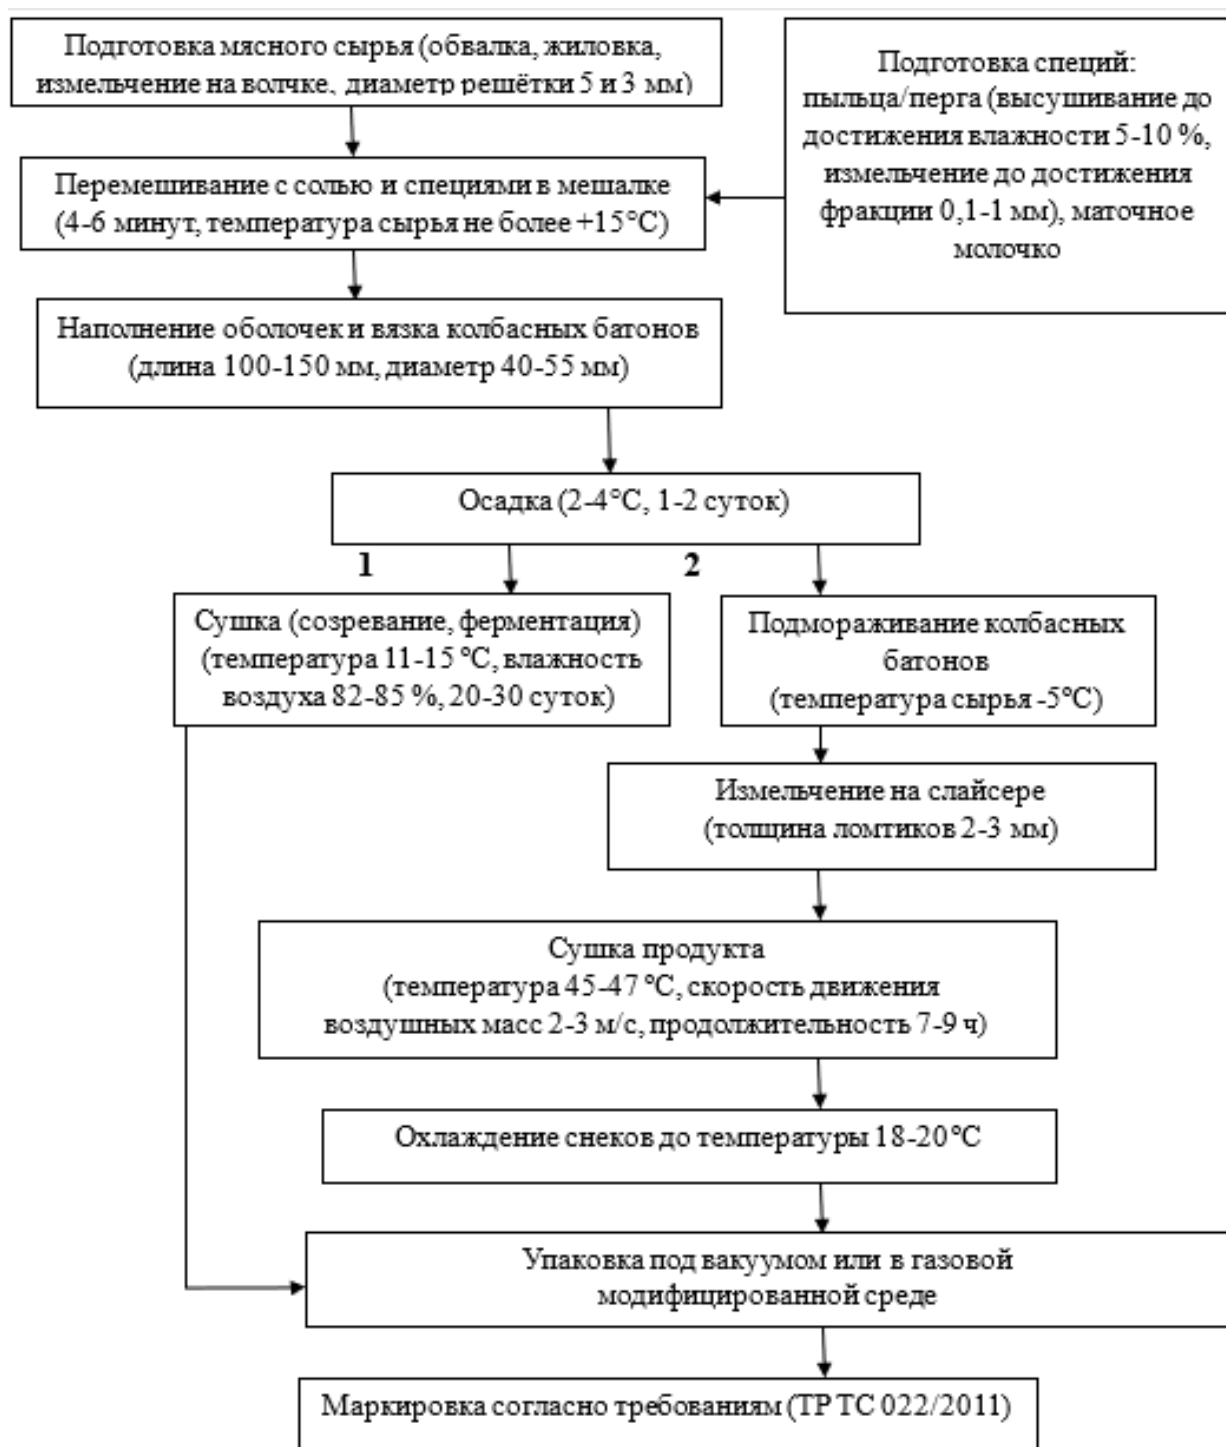 Подготовка мясного сырья (обвалка, жиловка,
измельчение на волчке, диаметр решётки 5 и 3 мм)
Подготовка специй:
пыльца/перга (высушивание до
достижения влажности 5-10 %,
измельчение до достижения
фракции 0,1-1 мм), маточное
молочко
Перемешивание с солью и специями в мешалке
(4-6 минут, температура сырья не более +15°C)
Наполнение оболочек и вязка колбасных батонов
(длина 100-150 мм, диаметр 40-55 мм)
Осадка (2-4°C, 1-2 суток)
1
2
Сушка (созревание, ферментация)
(температура 11-15 °C, влажность
воздуха 82-85 %, 20-30 суток)
Подмораживание колбасных
батонов
(температура сырья -5°C)
Измельчение на слайсере
(толщина ломтиков 2-3 мм)
Сушка продукта
(температура 45-47 °C, скорость движения
воздушных масс 2-3 м/с, продолжительность 7-9 ч)
Охлаждение снеков до температуры 18-20°C
Упаковка под вакуумом или в газовой
модифицированной среде
Маркировка согласно требованиям (ТР ТС 022/2011)